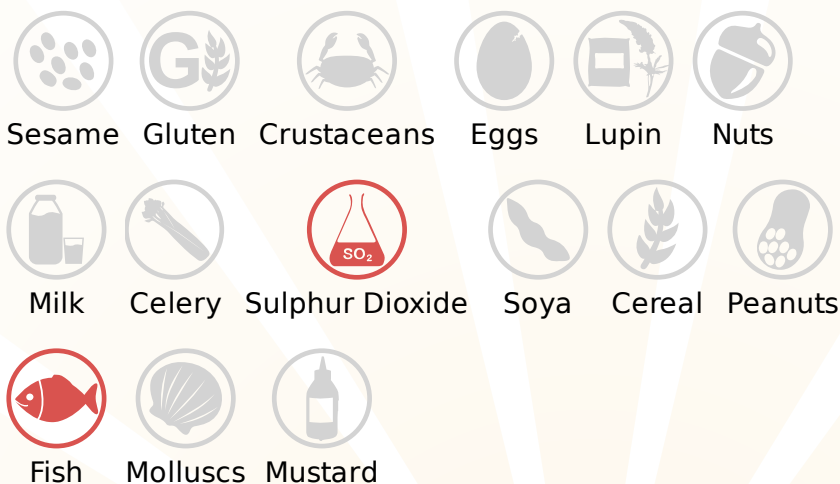 G
Sesame Gluten Crustaceans Eggs Lupin Nuts
SO₂
Milk Celery Sulphur Dioxide Soya Cereal Peanuts
Fish Molluscs Mustard